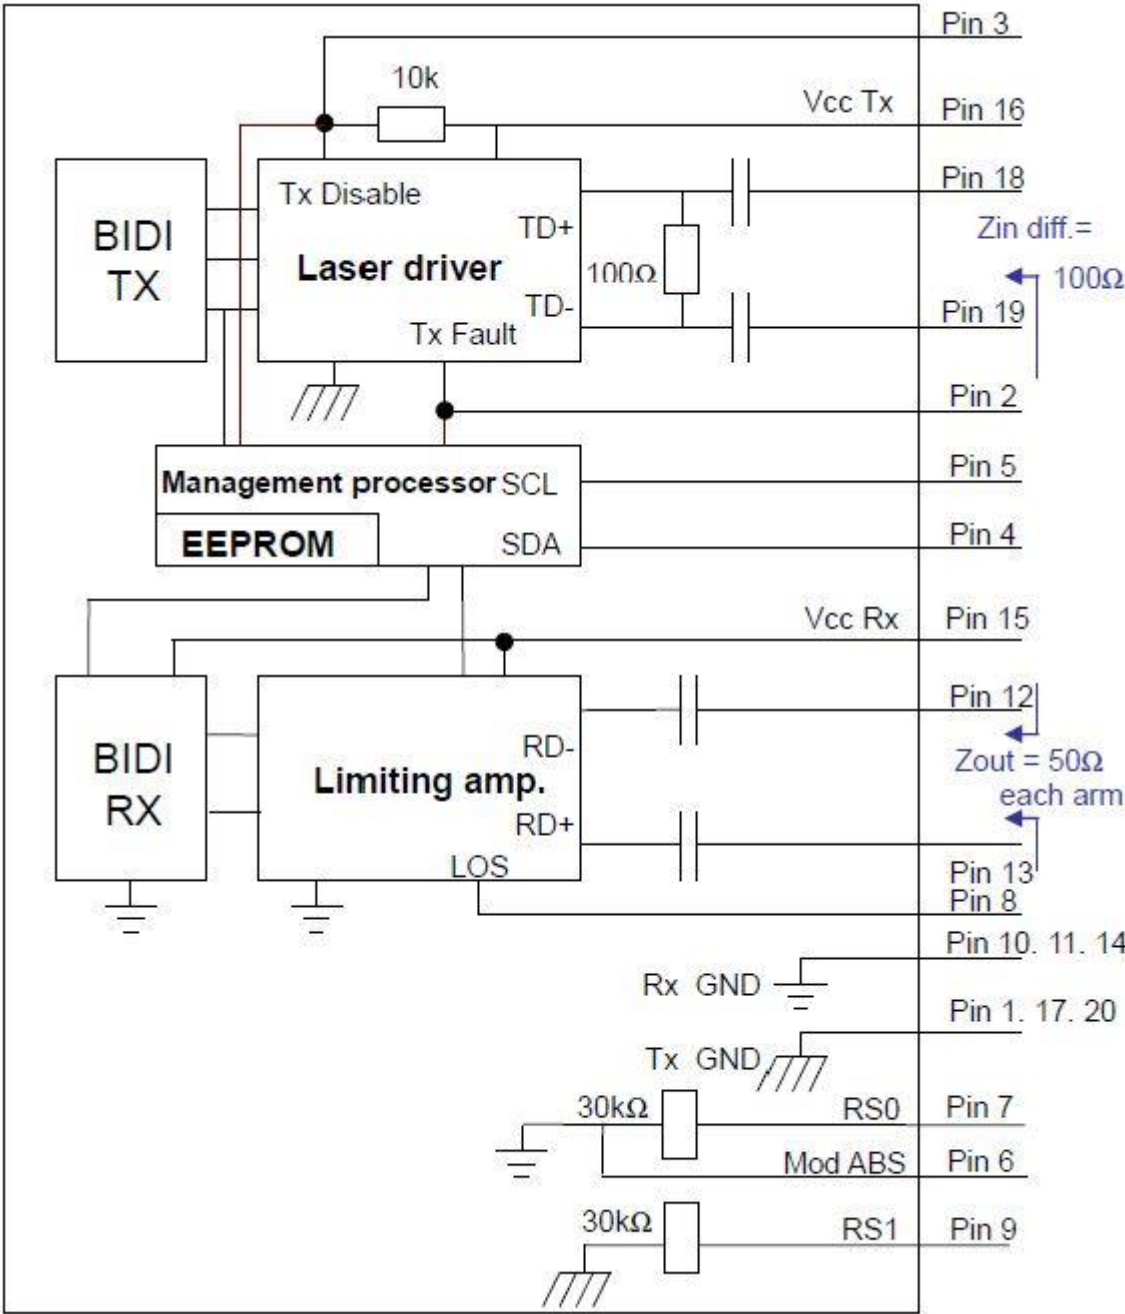 Pin 3
10k
Vcc Tx
Pin 16
Tx Disable
Pin 18
BIDI
TX
TD+
Zin diff.=
Laser driver
100Ω
100Ω
TD-
Pin 19
Tx Fault
Pin 2
Management processor
SCL
Pin 5
EEPROM
SDA
Pin 4
Vcc Rx
Pin 15
Pin 12
BIDI
RX
RD-
Zout = 50Ω
each arm
Limiting amp.
RD+
LOS
Pin 13
Pin 8
Pin 10. 11. 14
Rx GND
Pin 1. 17. 20
Tx GND
30kΩ
RS0
Pin 7
Mod ABS
Pin 6
30kΩ
RS1
Pin 9